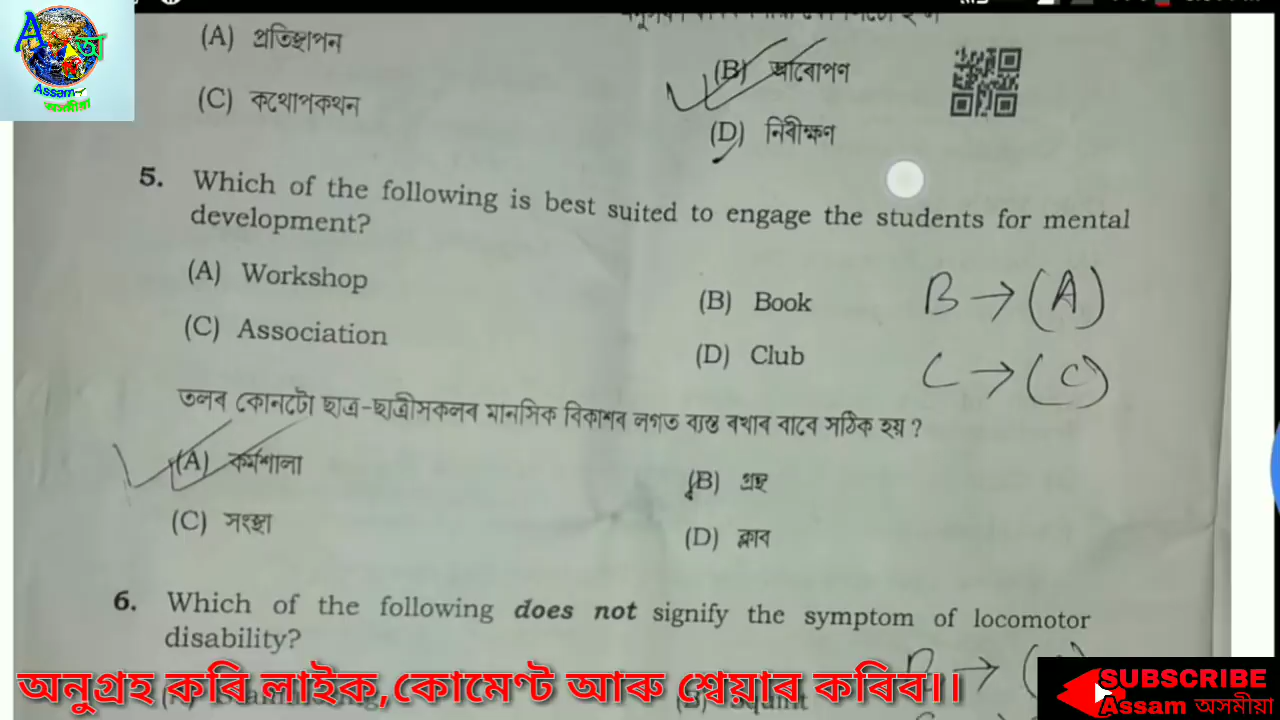 (A) প্ৰতিস্থাপন
(B) আৰোপণ
(C) কথোপকথন
(D) নিৰীক্ষণ
5. Which of the following is best suited to engage the students for mental
development?
(A) Workshop
(B) Book
(C) Association
(D) Club
B → (A)
C → (C)
তলৰ কোনটো ছাত্ৰ-ছাত্ৰীসকলৰ মানসিক বিকাশৰ লগত ব্যস্ত ৰখাৰ বাবে সঠিক হয় ?
(A) কৰ্মশালা
(B) গ্ৰন্থ
(C) সংস্থা
(D) ক্লাব
6. Which of the following does not signify the symptom of locomotor
disability?
অনুগ্ৰহ কৰি লাইক,কোমেণ্ট আৰু শ্বেয়াৰ কৰিব।।
SUBSCRIBE
Assam অসমীয়া
Assam
অসমীয়া